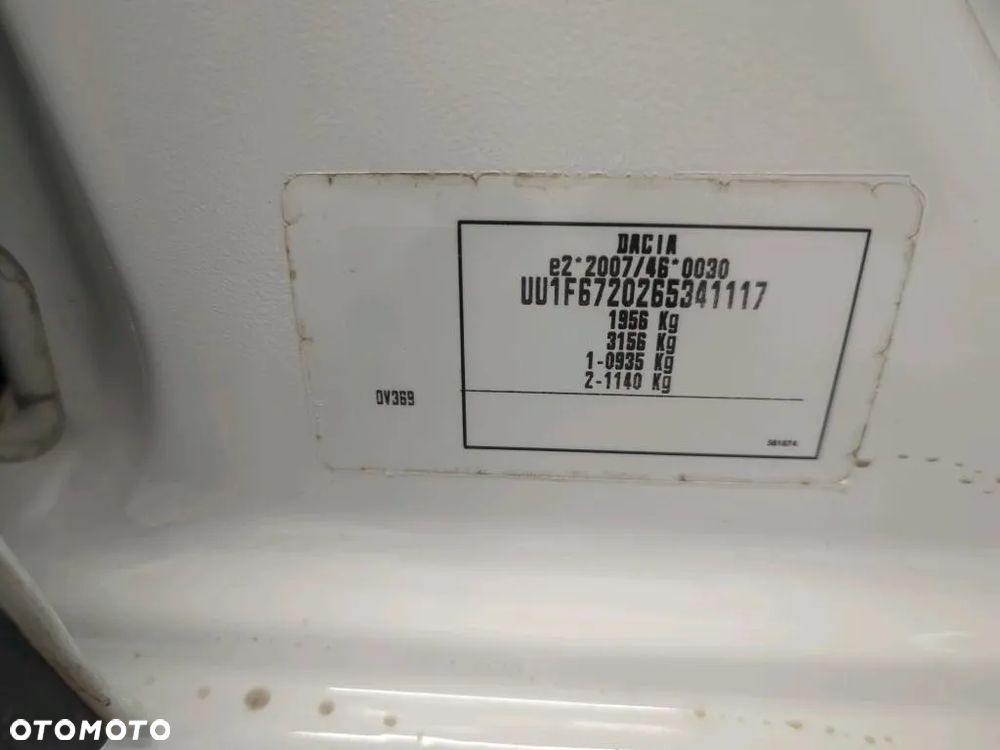 DACIA
e2*2007/46*0030
UU1F6720265341117
1956 Kg
3156 Kg
1-0935 Kg
2-1140 Kg
OV369
OTOMOTO